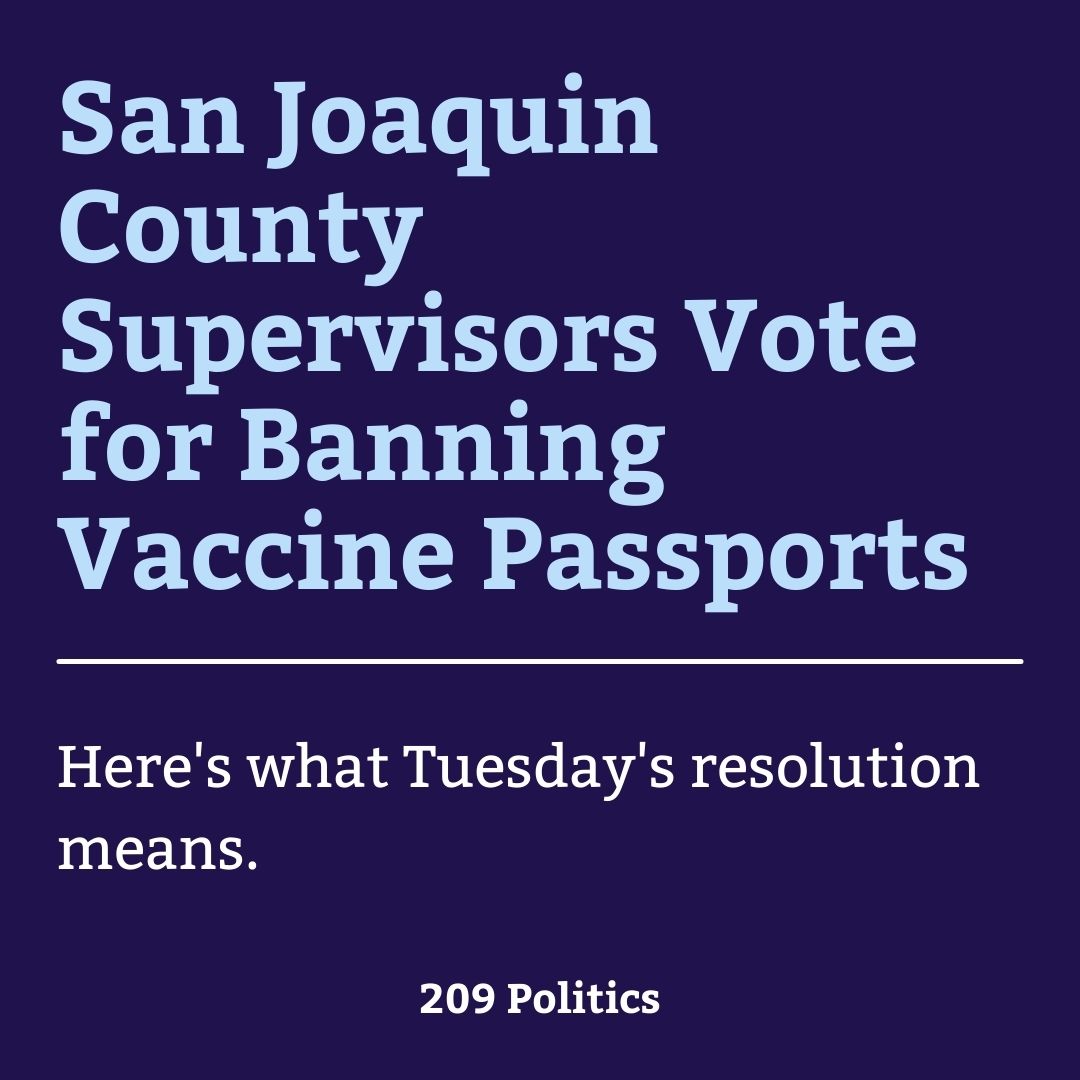 San Joaquin
County
Supervisors Vote
for Banning
Vaccine Passports
Here's what Tuesday's resolution
means.
209 Politics